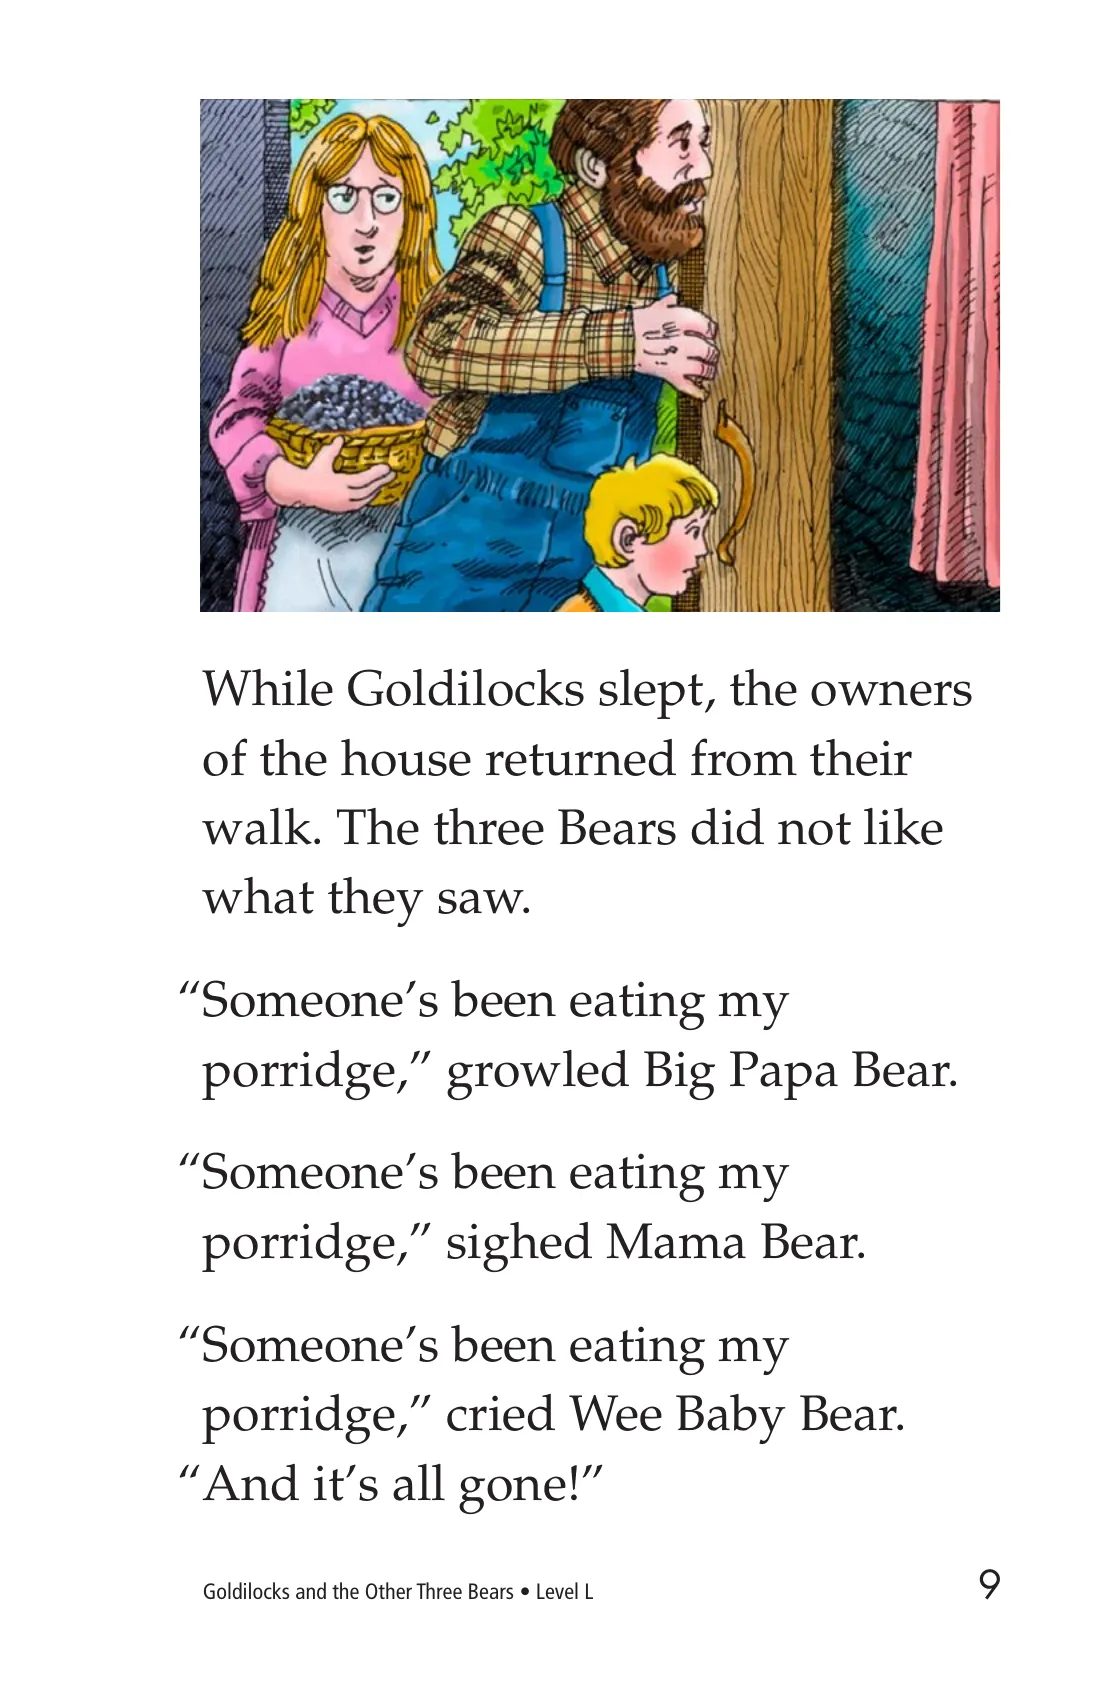 While Goldilocks slept, the owners
of the house returned from their
walk. The three Bears did not like
what they saw.
“Someone’s been eating my
porridge,” growled Big Papa Bear.
“Someone’s been eating my
porridge,” sighed Mama Bear.
“Someone’s been eating my
porridge,” cried Wee Baby Bear.
“And it’s all gone!”
Goldilocks and the Other Three Bears • Level L
9